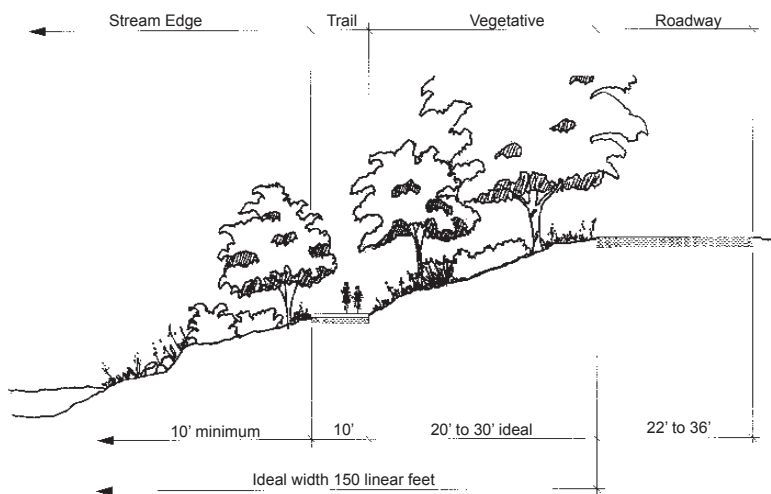 Stream Edge Trail Vegetative Roadway
10' minimum 10' 20' to 30' ideal 22' to 36'
Ideal width 150 linear feet